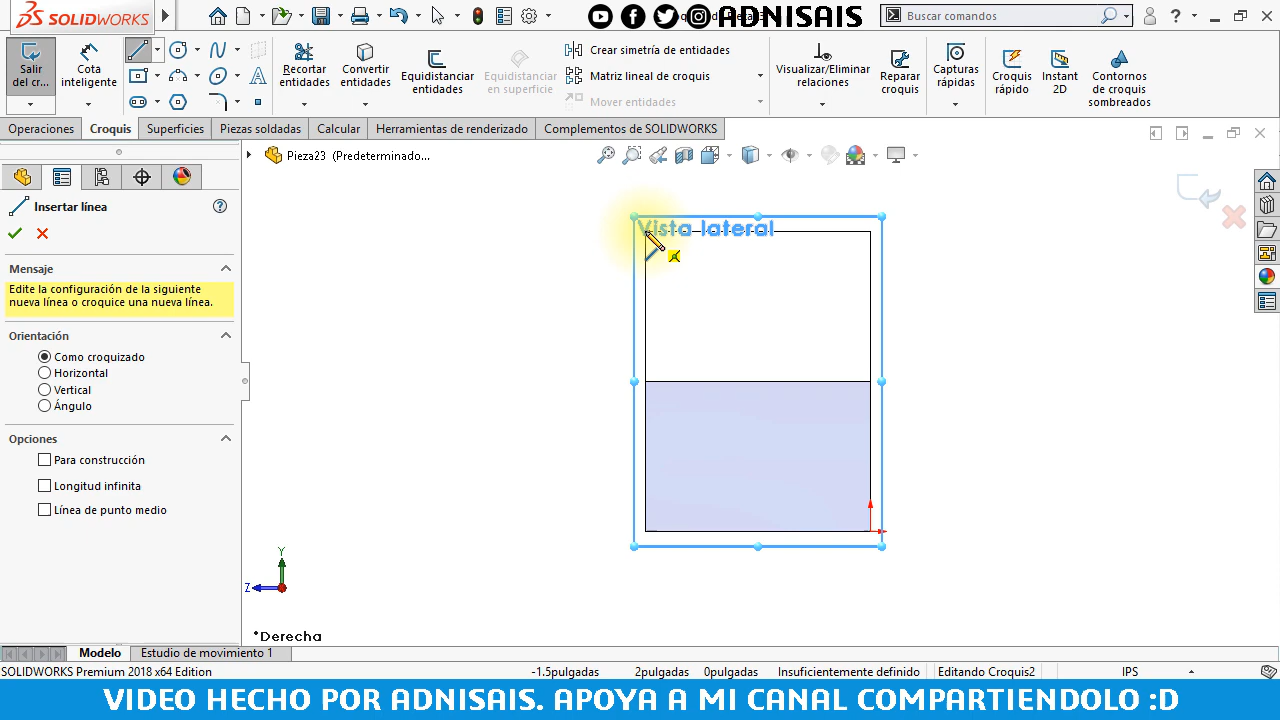 SOLIDWORKS
ADNISAIS
Buscar comandos
Salir del cr...
Cota inteligente
Recortar entidades
Convertir entidades
Equidistanciar entidades
Equidistanciar en superficie
Crear simetría de entidades
Matriz lineal de croquis
Mover entidades
Visualizar/Eliminar relaciones
Reparar croquis
Capturas rápidas
Croquis rápido
Instant 2D
Contornos de croquis sombreados
Operaciones
Croquis
Superficies
Piezas soldadas
Calcular
Herramientas de renderizado
Complementos de SOLIDWORKS
Pieza23 (Predeterminado...
Insertar línea
Mensaje
Edite la configuración de la siguiente
nueva línea o croquice una nueva línea.
Orientación
Como croquizado
Horizontal
Vertical
Ángulo
Opciones
Para construcción
Longitud infinita
Línea de punto medio
Vista lateral
Y
Z
*Derecha
Modelo
Estudio de movimiento 1
SOLIDWORKS Premium 2018 x64 Edition
-1.5pulgadas
2pulgadas
0pulgadas
Insuficientemente definido
Editando Croquis2
IPS
VIDEO HECHO POR ADNISAIS. APOYA A MI CANAL COMPARTIENDOLO :D